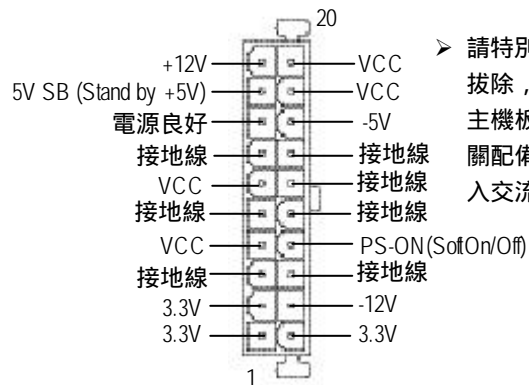 20
+12V VCC
5V SB (Stand by +5V) VCC
電源良好 -5V
接地線 接地線
VCC 接地線
接地線 接地線
VCC PS-ON(SoftOn/Off)
接地線 接地線
3.3V -12V
3.3V 3.3V
1
➢ 請特別
拔除，
主機板
關配備
入交流